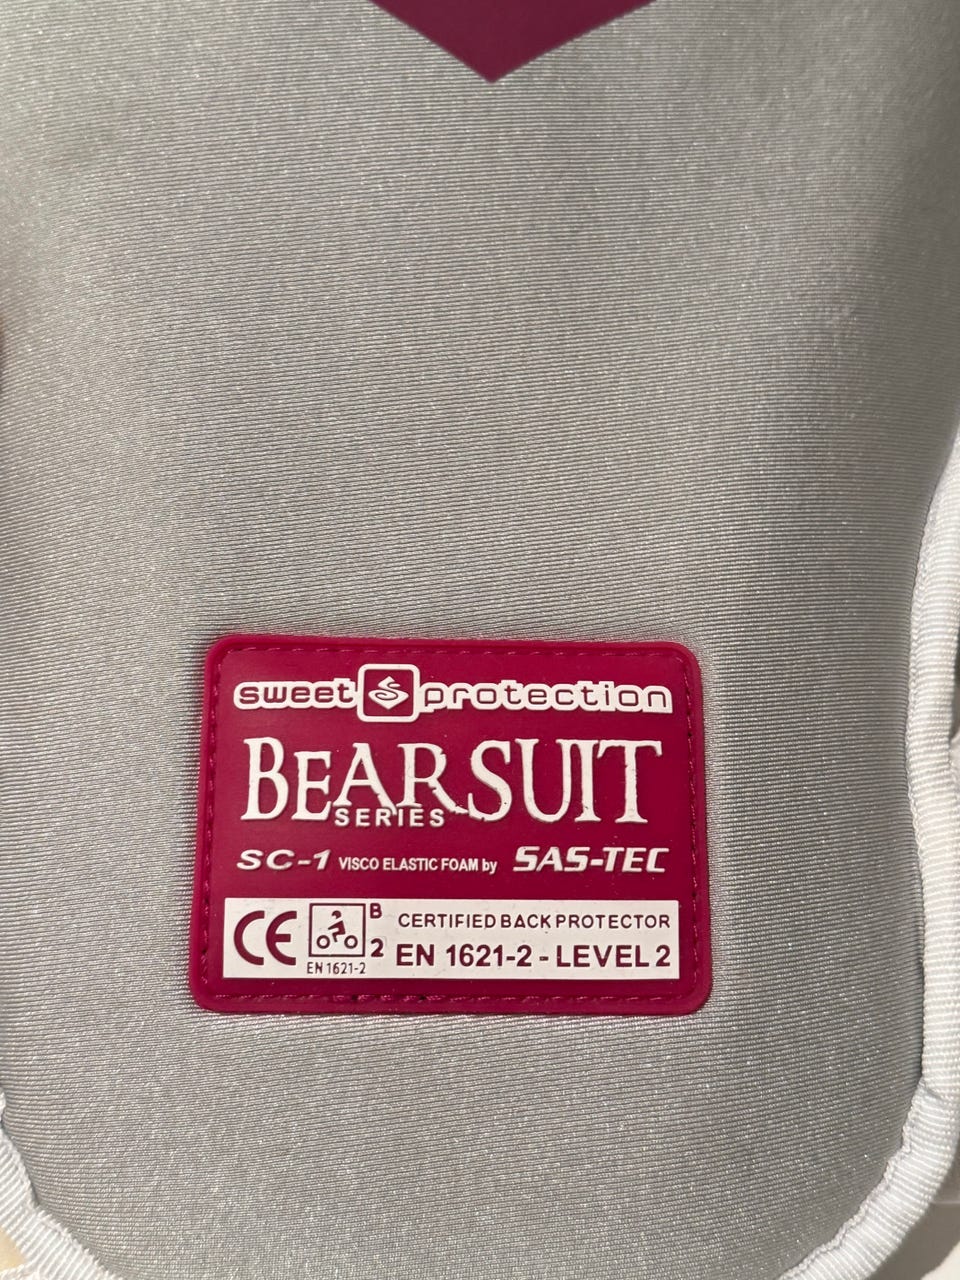 sweet protection
BEARSUIT
SERIES
SC-1 VISCO ELASTIC FOAM by SAS-TEC
CE
B
2
EN 1621-2
CERTIFIED BACK PROTECTOR
EN 1621-2 - LEVEL 2